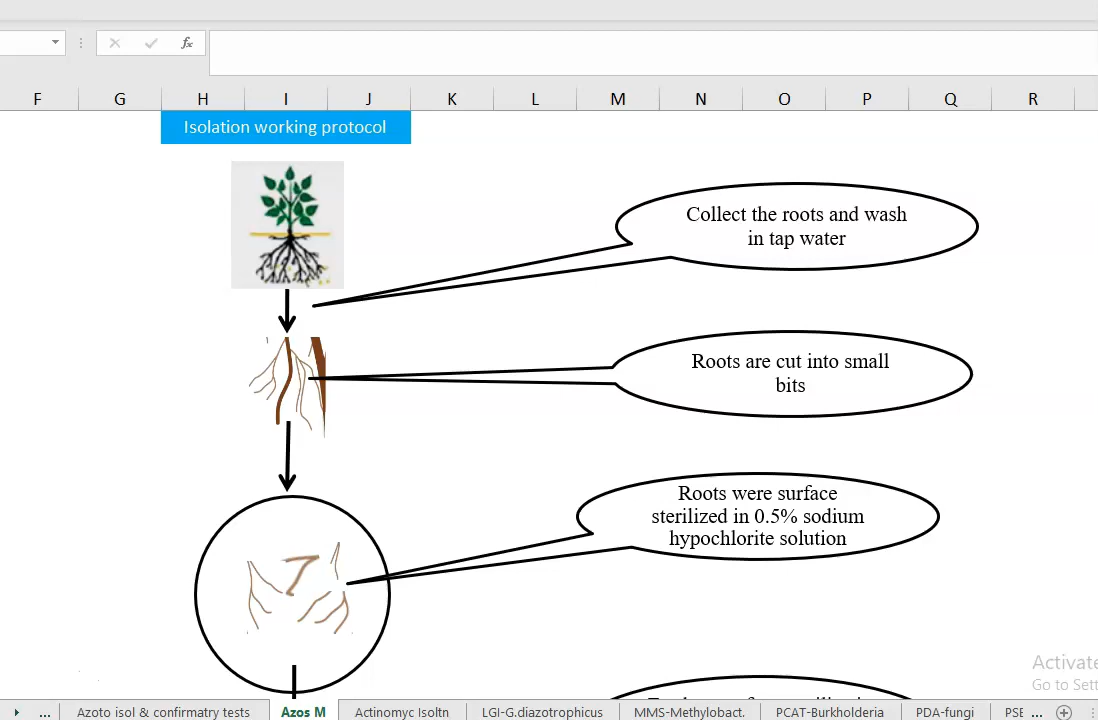 fx
F G H I J K L M N O P Q R
Isolation working protocol
Collect the roots and wash
in tap water
Roots are cut into small
bits
Roots were surface
sterilized in 0.5% sodium
hypochlorite solution
Activate
Go to Sett
... Azoto isol & confirmatry tests Azos M Actinomyc Isoltn LGI-G.diazotrophicus MMS-Methylobact. PCAT-Burkholderia PDA-fungi PSE ...